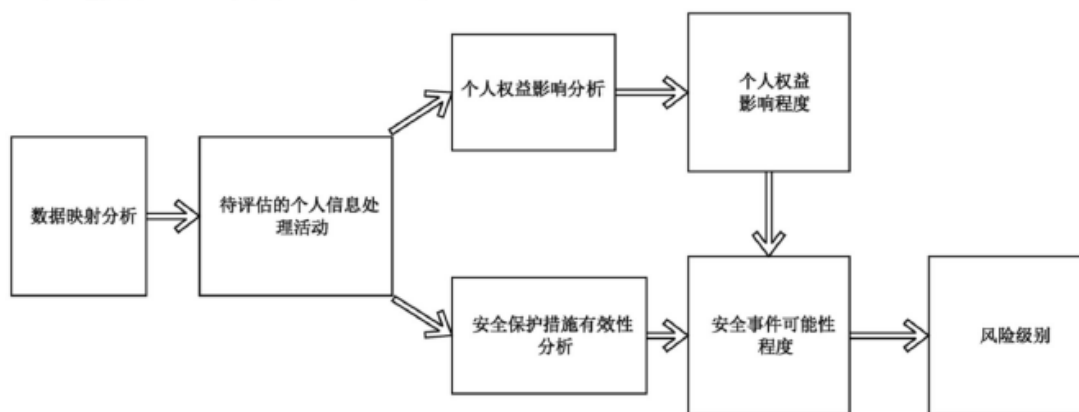 数据映射分析
待评估的个人信息处
理活动
个人权益影响分析
个人权益
影响程度
安全保护措施有效性
分析
安全事件可能性
程度
风险级别